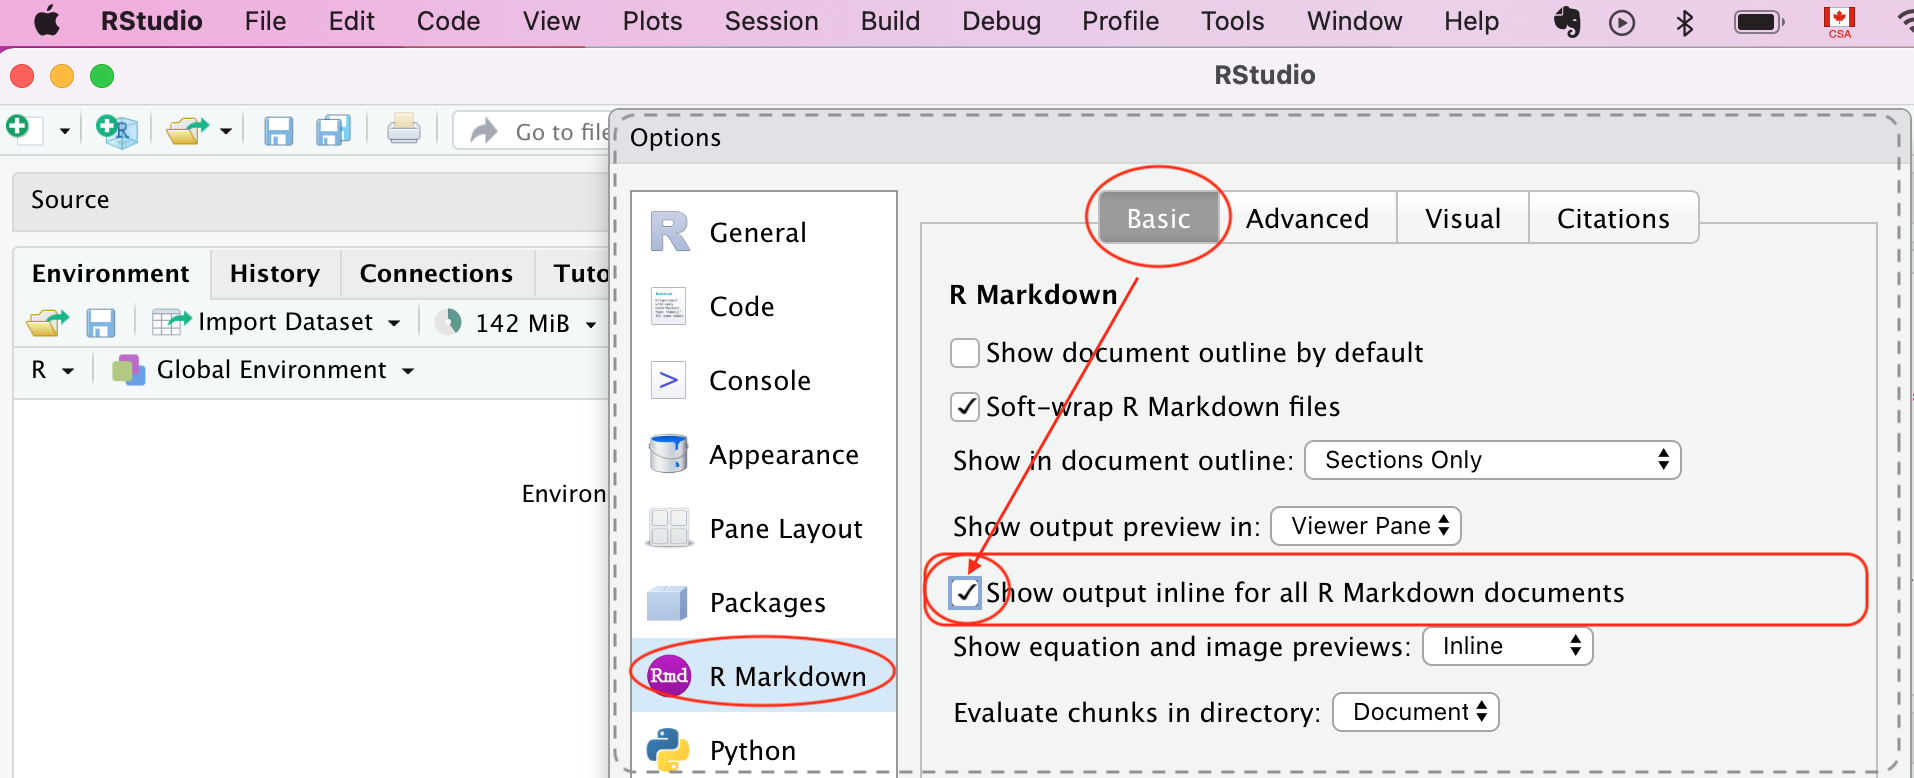 RStudio File Edit Code View Plots Session Build Debug Profile Tools Window Help CSA
RStudio
R Go to file
Options
Source
Environment History Connections Tuto
Import Dataset 142 MiB
R Global Environment
Environ
R General
Code
> Console
Appearance
Pane Layout
Packages
Rmd R Markdown
Python
Basic Advanced Visual Citations
R Markdown
Show document outline by default
Soft-wrap R Markdown files
Show in document outline: Sections Only
Show output preview in: Viewer Pane
Show output inline for all R Markdown documents
Show equation and image previews: Inline
Evaluate chunks in directory: Document